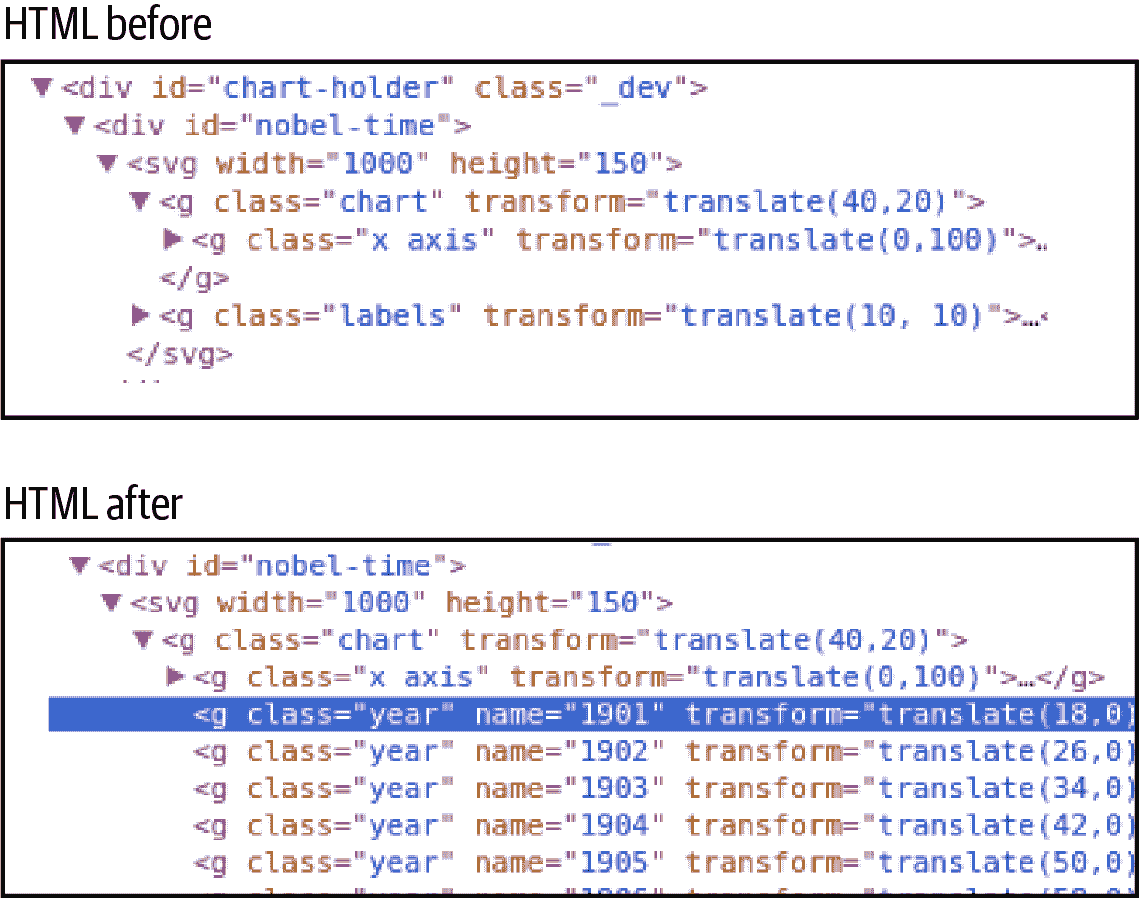 HTML before
<div id="chart-holder" class="_dev">
<div id="nobel-time">
<svg width="1000" height="150">
<g class="chart" transform="translate(40,20)">
<g class="x axis" transform="translate(0,100)">…
</g>
<g class="labels" transform="translate(10, 10)">…<
</svg>
HTML after
<div id="nobel-time">
<svg width="1000" height="150">
<g class="chart" transform="translate(40,20)">
<g class="x axis" transform="translate(0,100)">…</g>
<g class="year" name="1901" transform="translate(18,0)
<g class="year" name="1902" transform="translate(26,0)
<g class="year" name="1903" transform="translate(34,0)
<g class="year" name="1904" transform="translate(42,0)
<g class="year" name="1905" transform="translate(50,0)